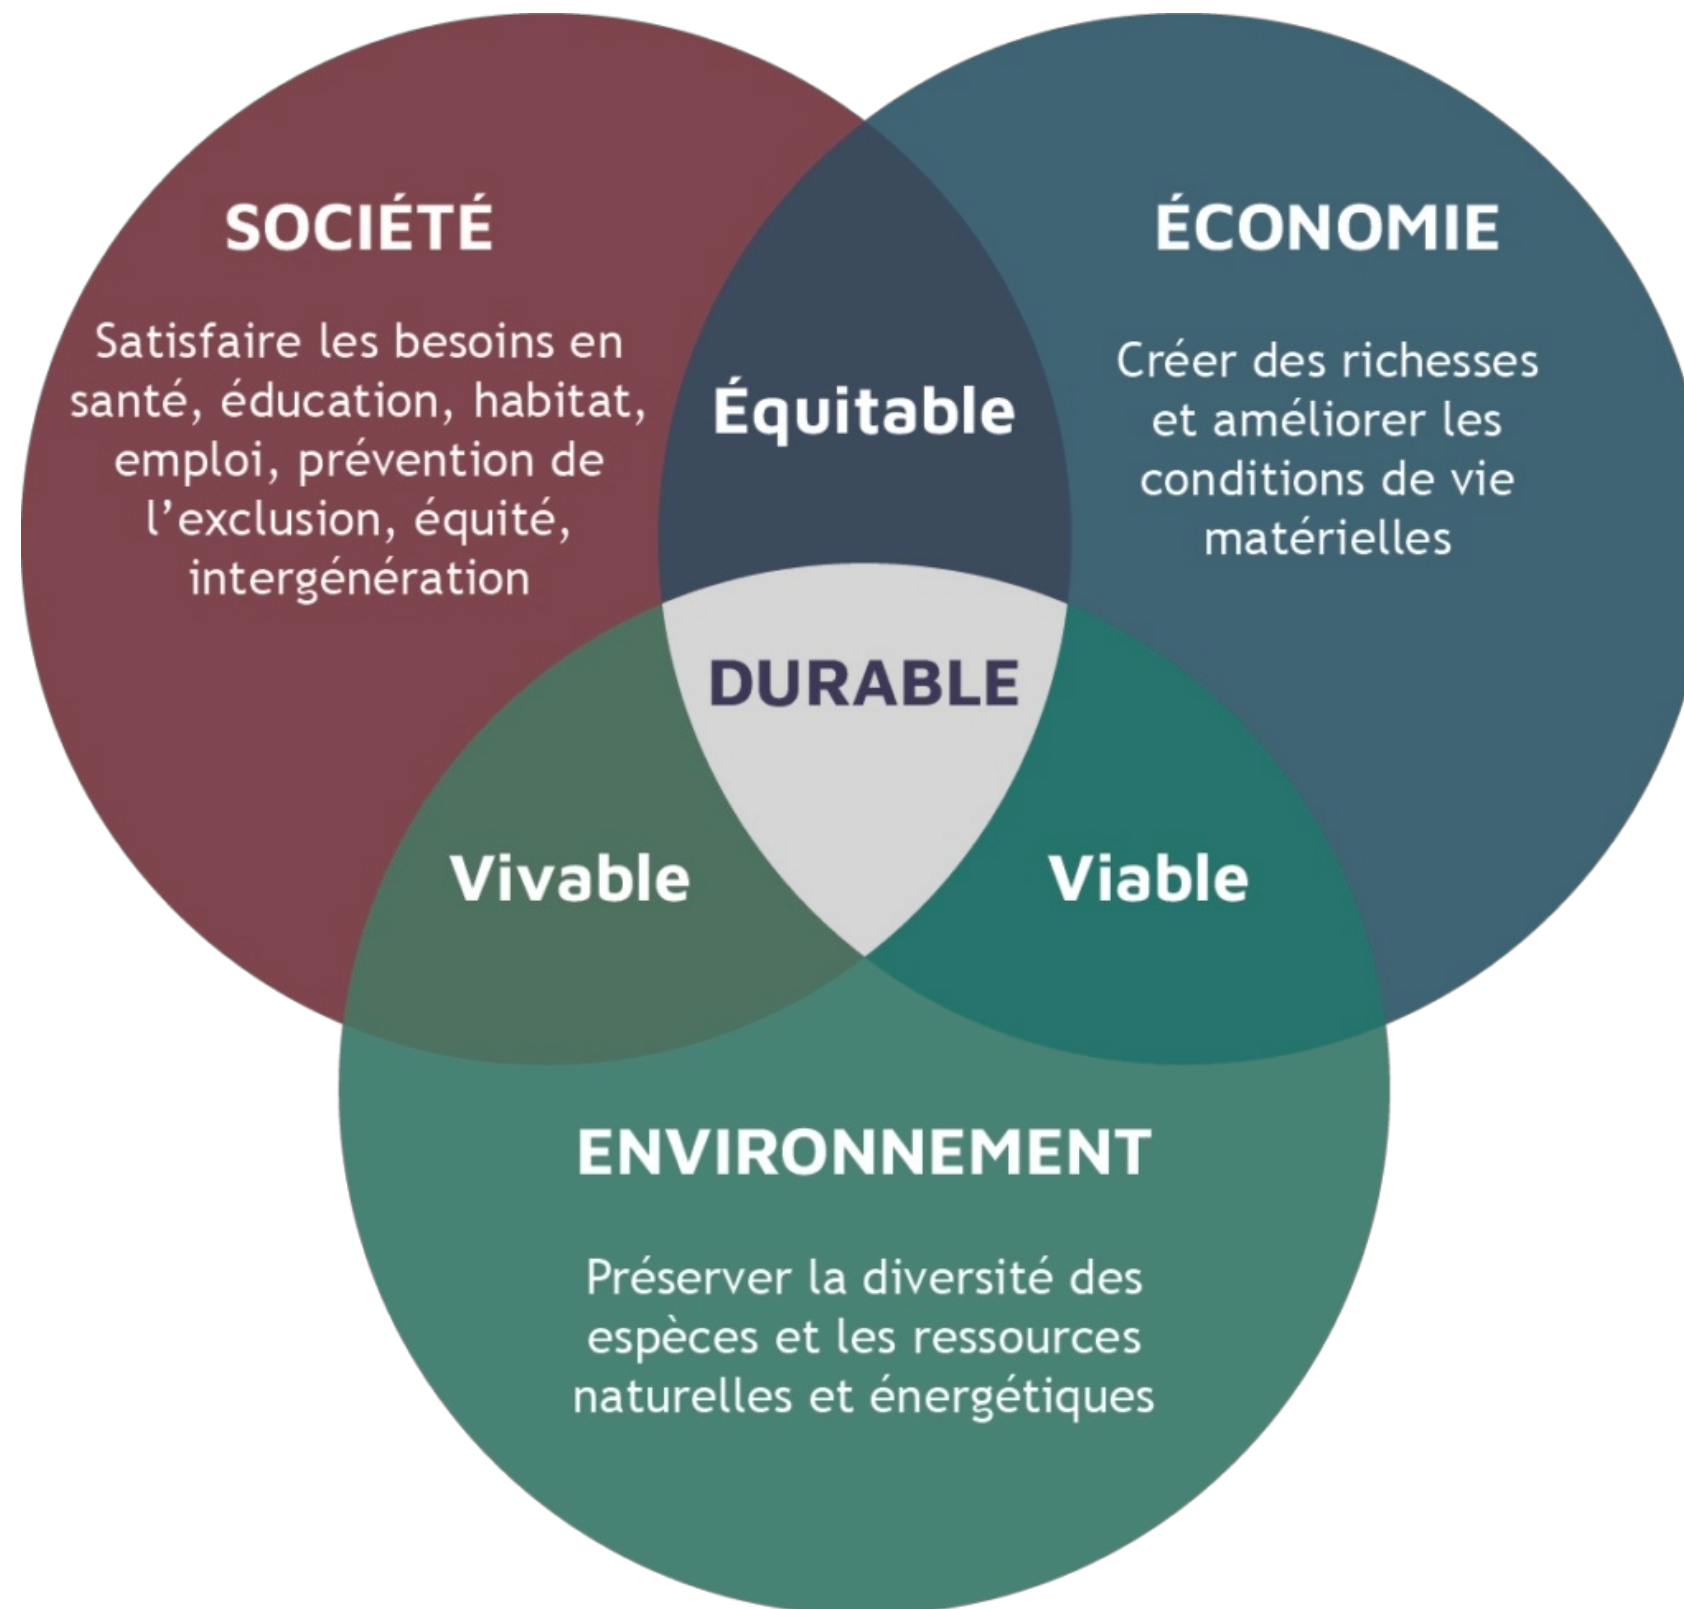 SOCIÉTÉ
Satisfaire les besoins en
santé, éducation, habitat,
emploi, prévention de
l’exclusion, équité,
intergénération
Équitable
ÉCONOMIE
Créer des richesses
et améliorer les
conditions de vie
matérielles
DURABLE
Vivable
Viable
ENVIRONNEMENT
Préserver la diversité des
espèces et les ressources
naturelles et énergétiques